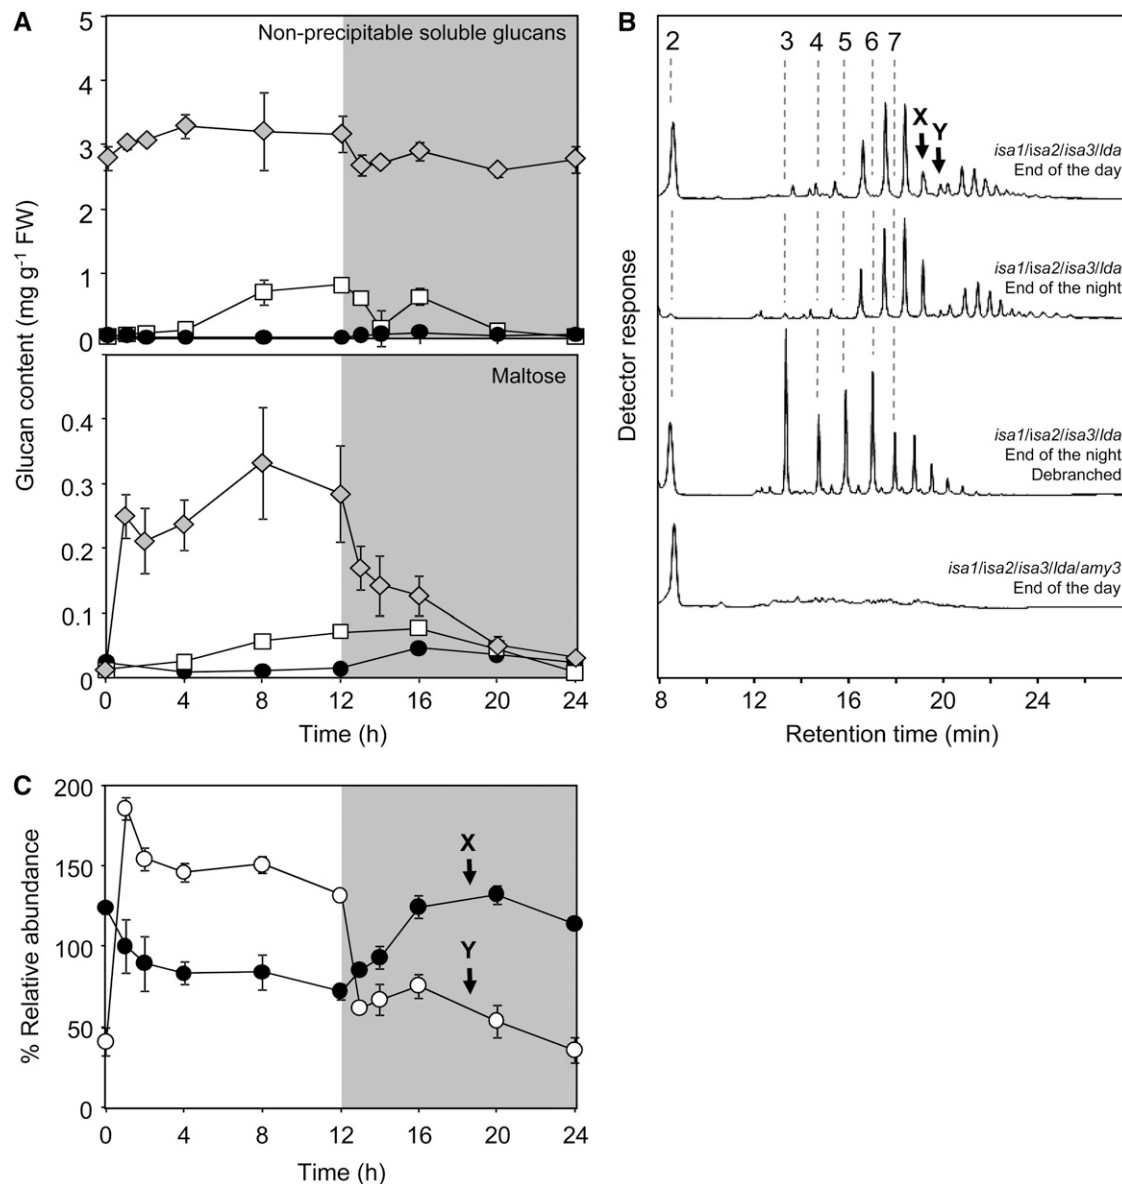 A
Non-precipitable soluble glucans
5
4
3
2
1
0
Maltose
0.4
0.3
0.2
0.1
0
Glucan content (mg g⁻¹ FW)
0 4 8 12 16 20 24
Time (h)
B
2 3 4 5 6 7
X
Y
isa1/isa2/isa3/lda
End of the day
isa1/isa2/isa3/lda
End of the night
isa1/isa2/isa3/lda
End of the night
Debranched
isa1/isa2/isa3/lda/amy3
End of the day
Detector response
8 12 16 20 24
Retention time (min)
C
200
150
100
50
0
% Relative abundance
X
Y
0 4 8 12 16 20 24
Time (h)